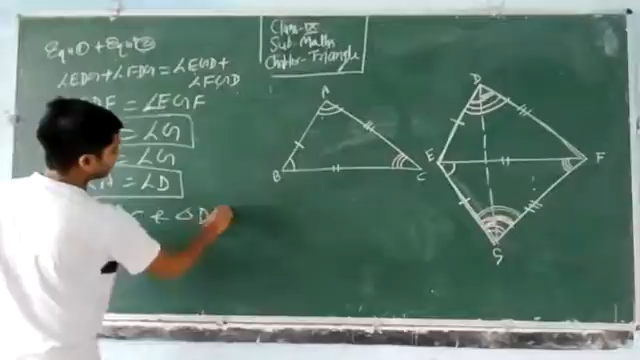 Class-IX
Sub-Maths
Chapter-Triangle
Eq① + Eq②
∠EDG+∠FDG = ∠EGD+
∠FGD
DF = ∠EGF
= ∠G
= ∠G
= ∠D
& △D
A
B
C
D
E
F
G